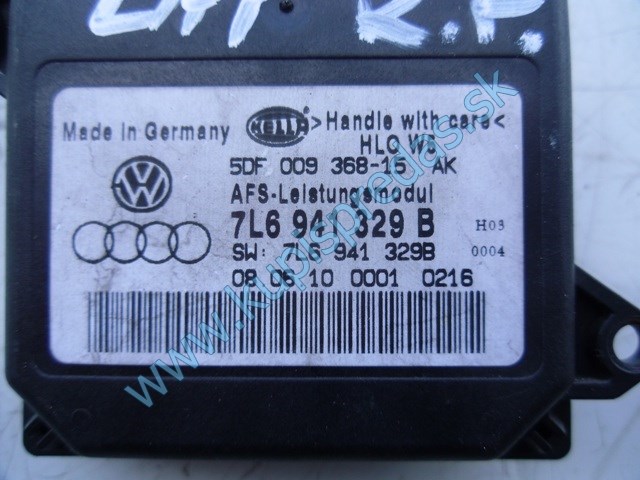 R.P.
Made in Germany
HELLA
>Handle with care<
HLC WS
5DF 009 368-15 AK
AFS-Leistungsmodul
7L6 941 329 B
H03
SW: 7L6 941 329B
0004
08 06 10 0001 0216
www.kupispredas.sk